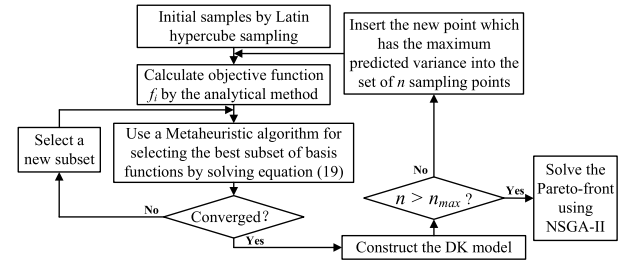 Initial samples by Latin
hypercube sampling
Insert the new point which
has the maximum
predicted variance into the
set of n sampling points
Calculate objective function
fi by the analytical method
Select a
new subset
Use a Metaheuristic algorithm for
selecting the best subset of basis
functions by solving equation (19)
No
Converged?
Yes
Construct the DK model
n > nmax ?
No
Yes
Solve the
Pareto-front
using
NSGA-II